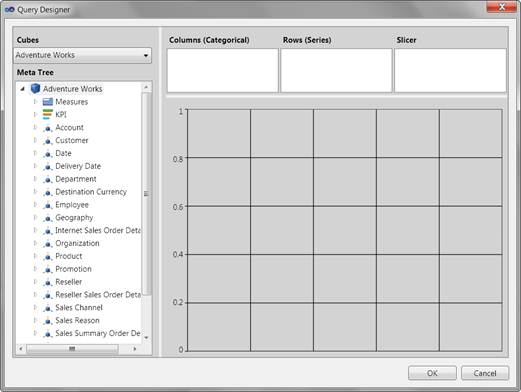 Query Designer
Cubes
Adventure Works
Meta Tree
Adventure Works
Measures
KPI
Account
Customer
Date
Delivery Date
Department
Destination Currency
Employee
Geography
Internet Sales Order Deta
Organization
Product
Promotion
Reseller
Reseller Sales Order Deta
Sales Channel
Sales Reason
Sales Summary Order De
Columns (Categorical)
Rows (Series)
Slicer
1
0.8
0.6
0.4
0.2
0
OK
Cancel